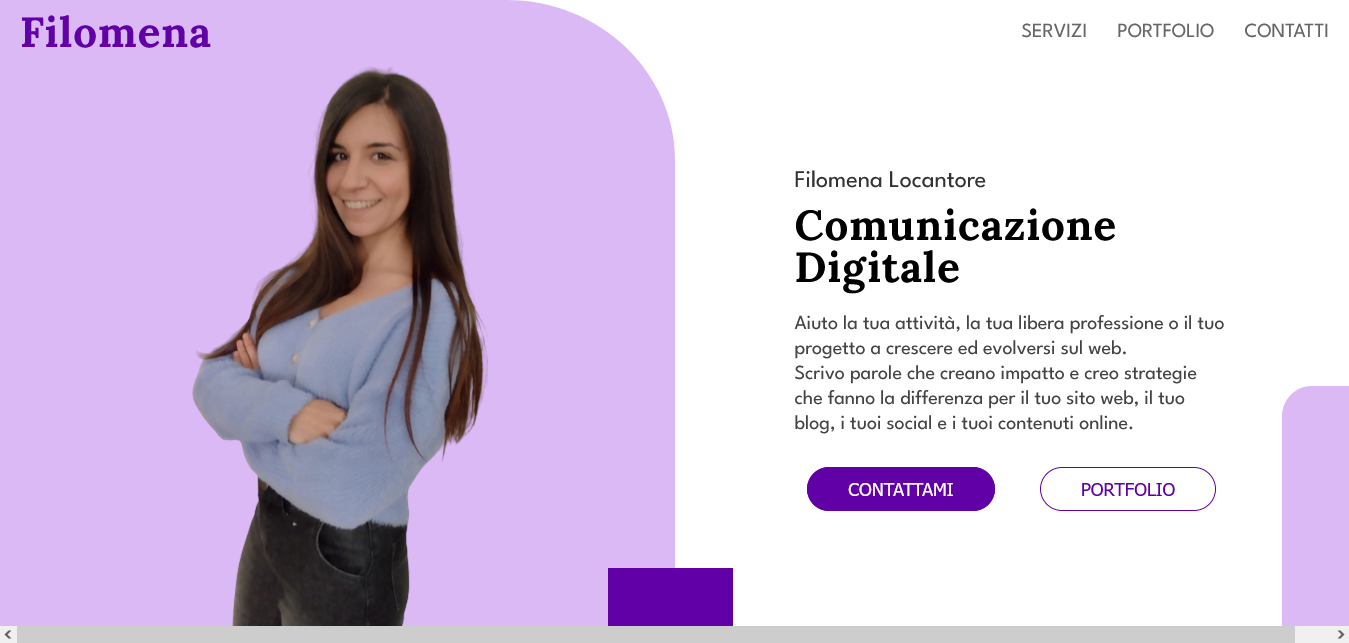 Filomena
SERVIZI PORTFOLIO CONTATTI
Filomena Locantore
Comunicazione
Digitale
Aiuto la tua attività, la tua libera professione o il tuo
progetto a crescere ed evolversi sul web.
Scrivo parole che creano impatto e creo strategie
che fanno la differenza per il tuo sito web, il tuo
blog, i tuoi social e i tuoi contenuti online.
CONTATTAMI PORTFOLIO